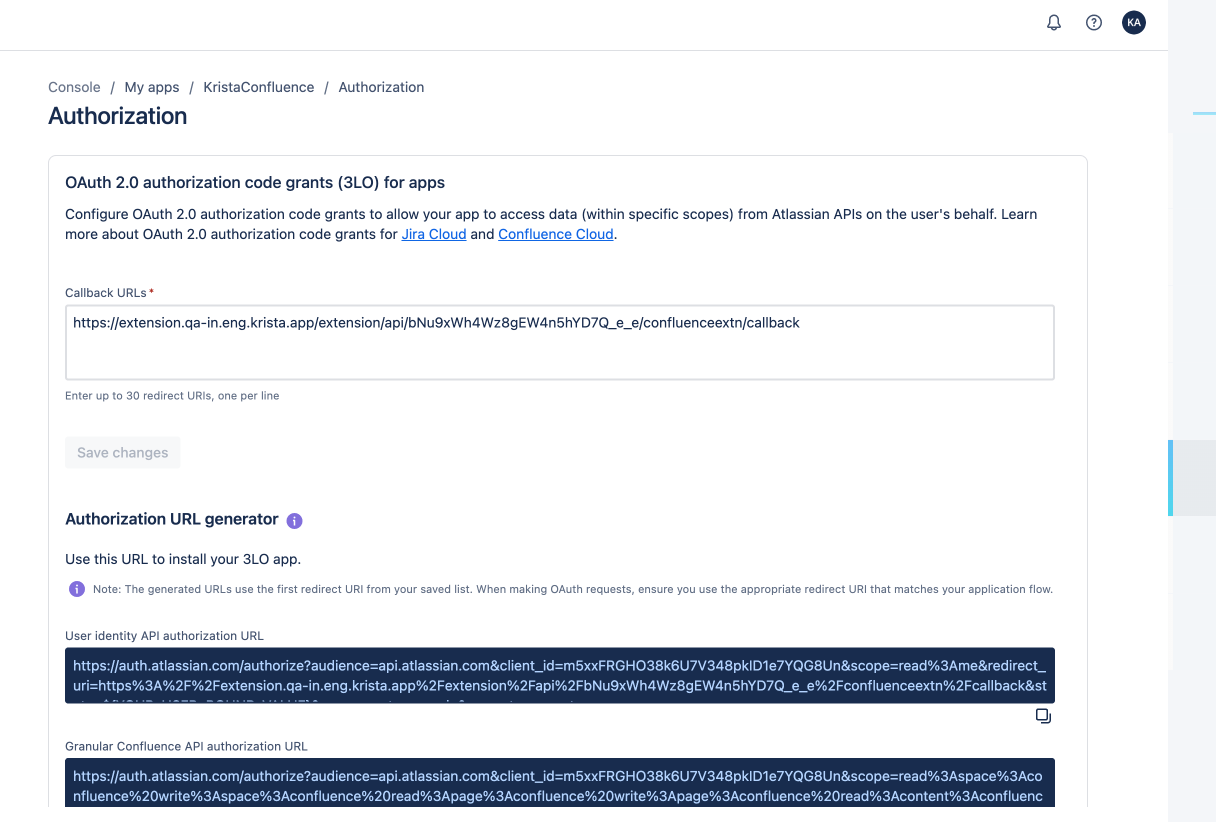 KA
Console / My apps / KristaConfluence / Authorization
Authorization
OAuth 2.0 authorization code grants (3LO) for apps
Configure OAuth 2.0 authorization code grants to allow your app to access data (within specific scopes) from Atlassian APIs on the user's behalf. Learn
more about OAuth 2.0 authorization code grants for Jira Cloud and Confluence Cloud.
Callback URLs*
https://extension.qa-in.eng.krista.app/extension/api/bNu9xWh4Wz8gEW4n5hYD7Q_e_e/confluenceextn/callback
Enter up to 30 redirect URIs, one per line
Save changes
Authorization URL generator
Use this URL to install your 3LO app.
Note: The generated URLs use the first redirect URI from your saved list. When making OAuth requests, ensure you use the appropriate redirect URI that matches your application flow.
User identity API authorization URL
https://auth.atlassian.com/authorize?audience=api.atlassian.com&client_id=m5xxFRGHO38k6U7V348pklD1e7YQG8Un&scope=read%3Ame&redirect_
uri=https%3A%2F%2Fextension.qa-in.eng.krista.app%2Fextension%2Fapi%2FbNu9xWh4Wz8gEW4n5hYD7Q_e_e%2Fconfluenceextn%2Fcallback&st
Granular Confluence API authorization URL
https://auth.atlassian.com/authorize?audience=api.atlassian.com&client_id=m5xxFRGHO38k6U7V348pklD1e7YQG8Un&scope=read%3Aspace%3Aco
nfluence%20write%3Aspace%3Aconfluence%20read%3Apage%3Aconfluence%20write%3Apage%3Aconfluence%20read%3Acontent%3Aconfluenc